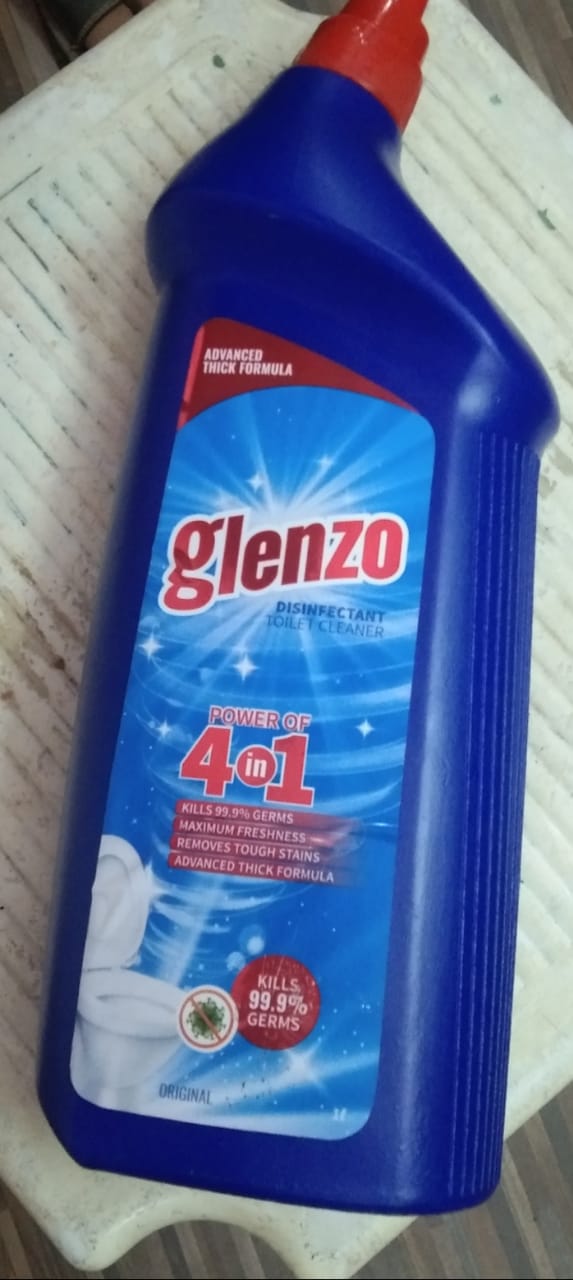 ADVANCED
THICK FORMULA
glenzo
DISINFECTANT
TOILET CLEANER
POWER OF
4in1
KILLS 99.9% GERMS
MAXIMUM FRESHNESS
REMOVES TOUGH STAINS
ADVANCED THICK FORMULA
KILLS
99.9%
GERMS
ORIGINAL